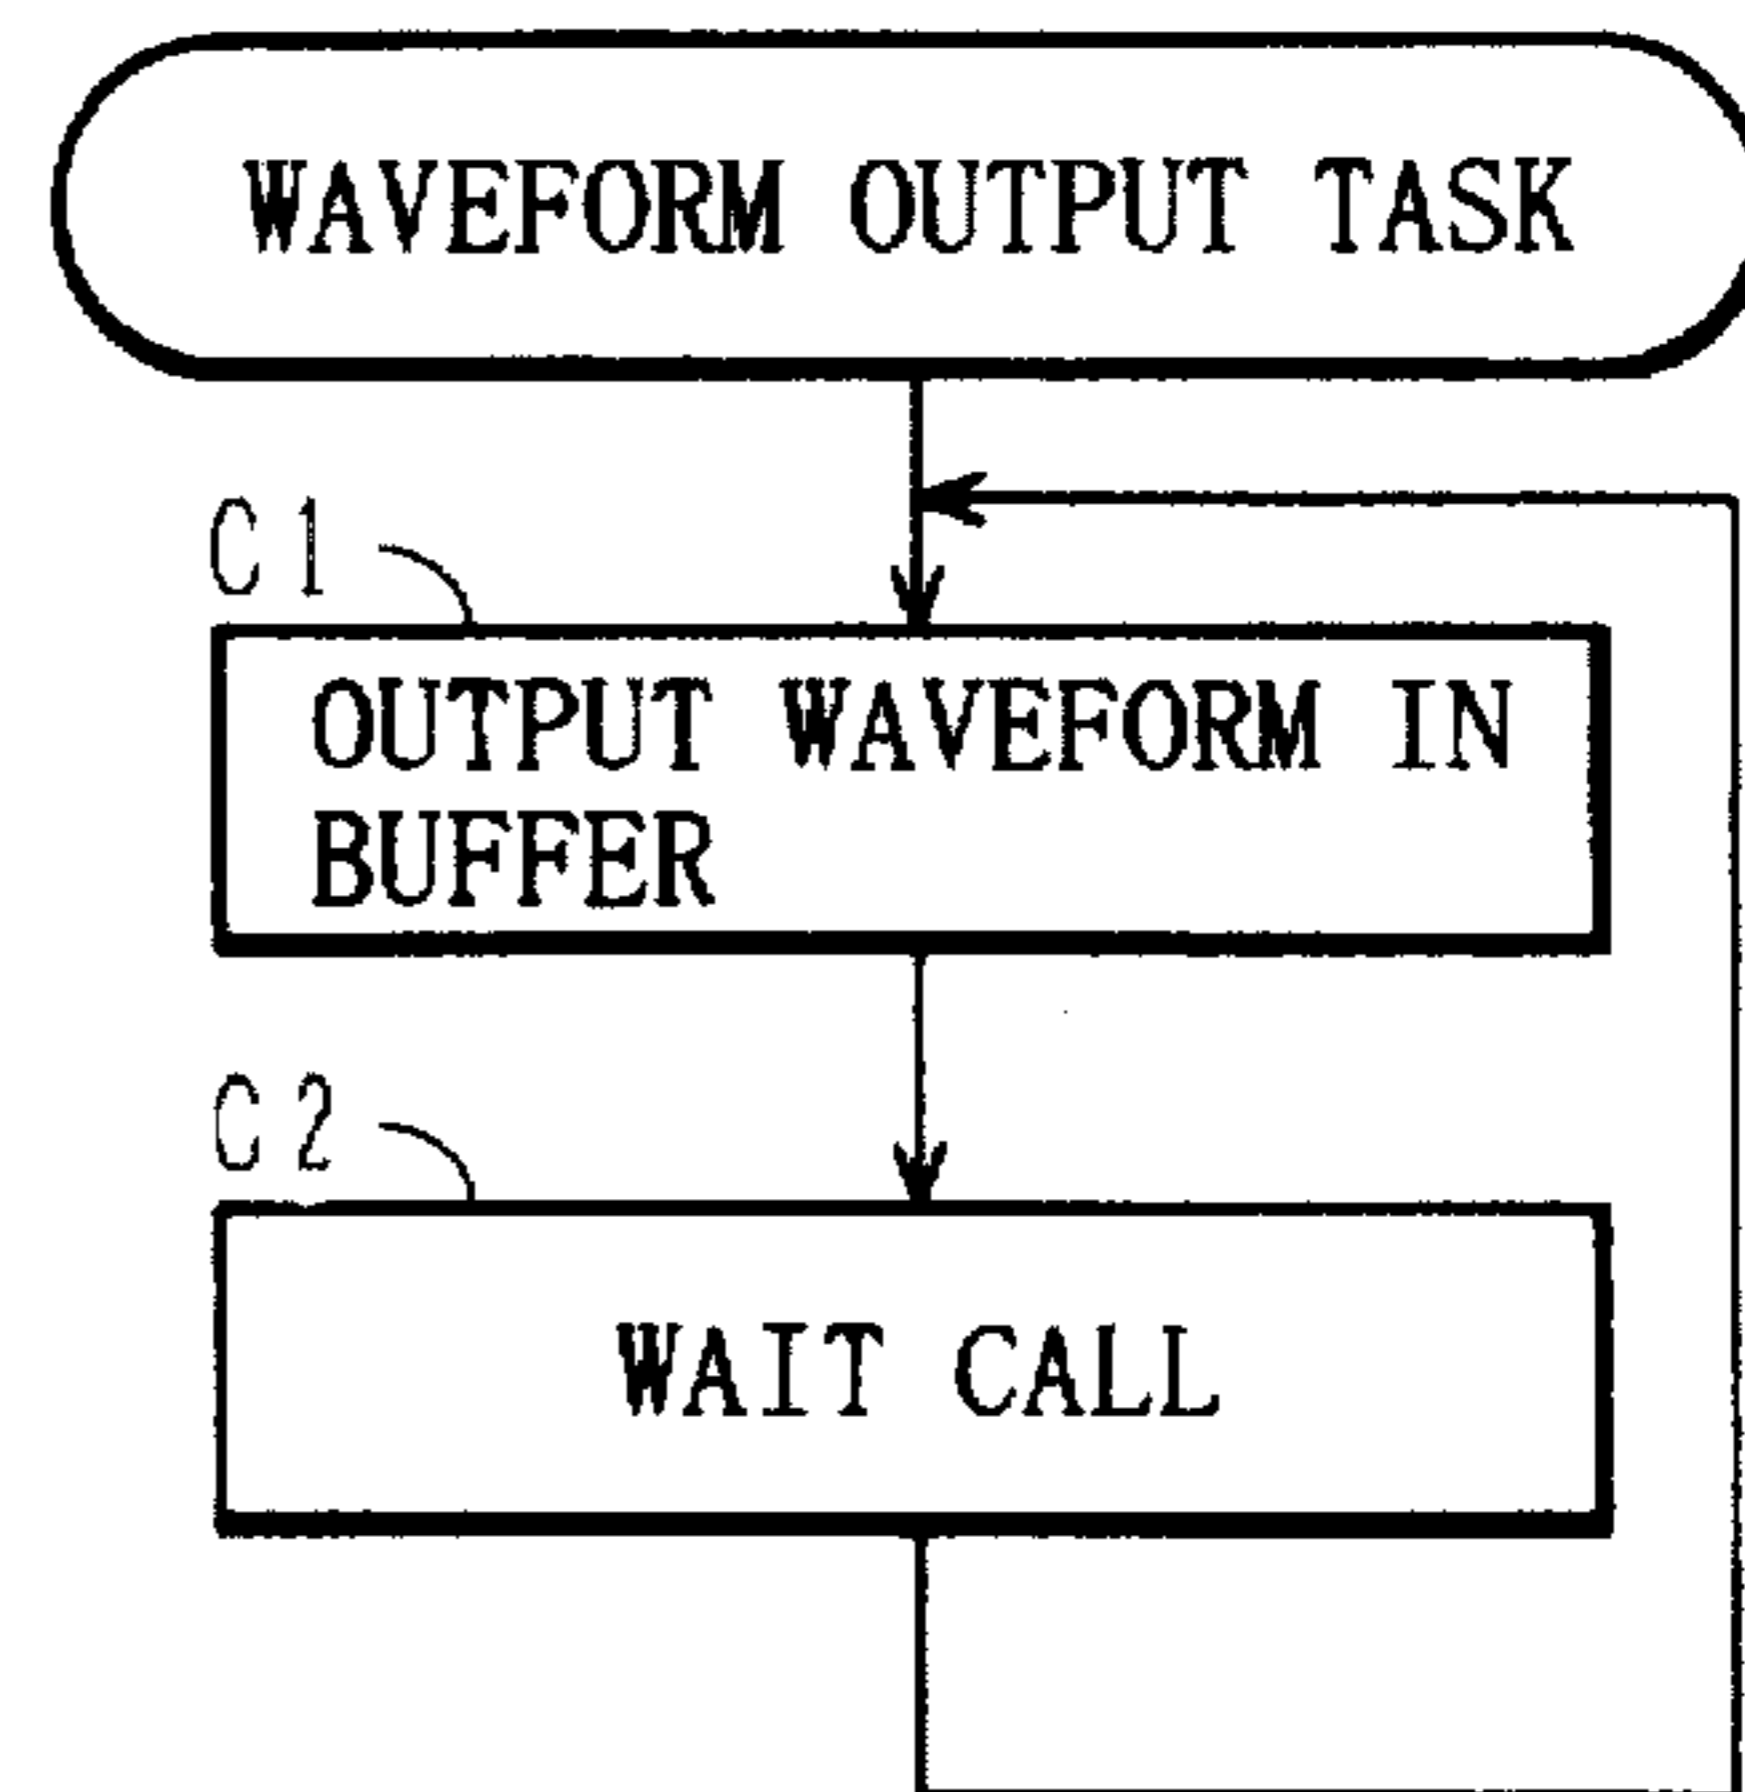 WAVEFORM OUTPUT TASK
C1
OUTPUT WAVEFORM IN
BUFFER
C2
WAIT CALL